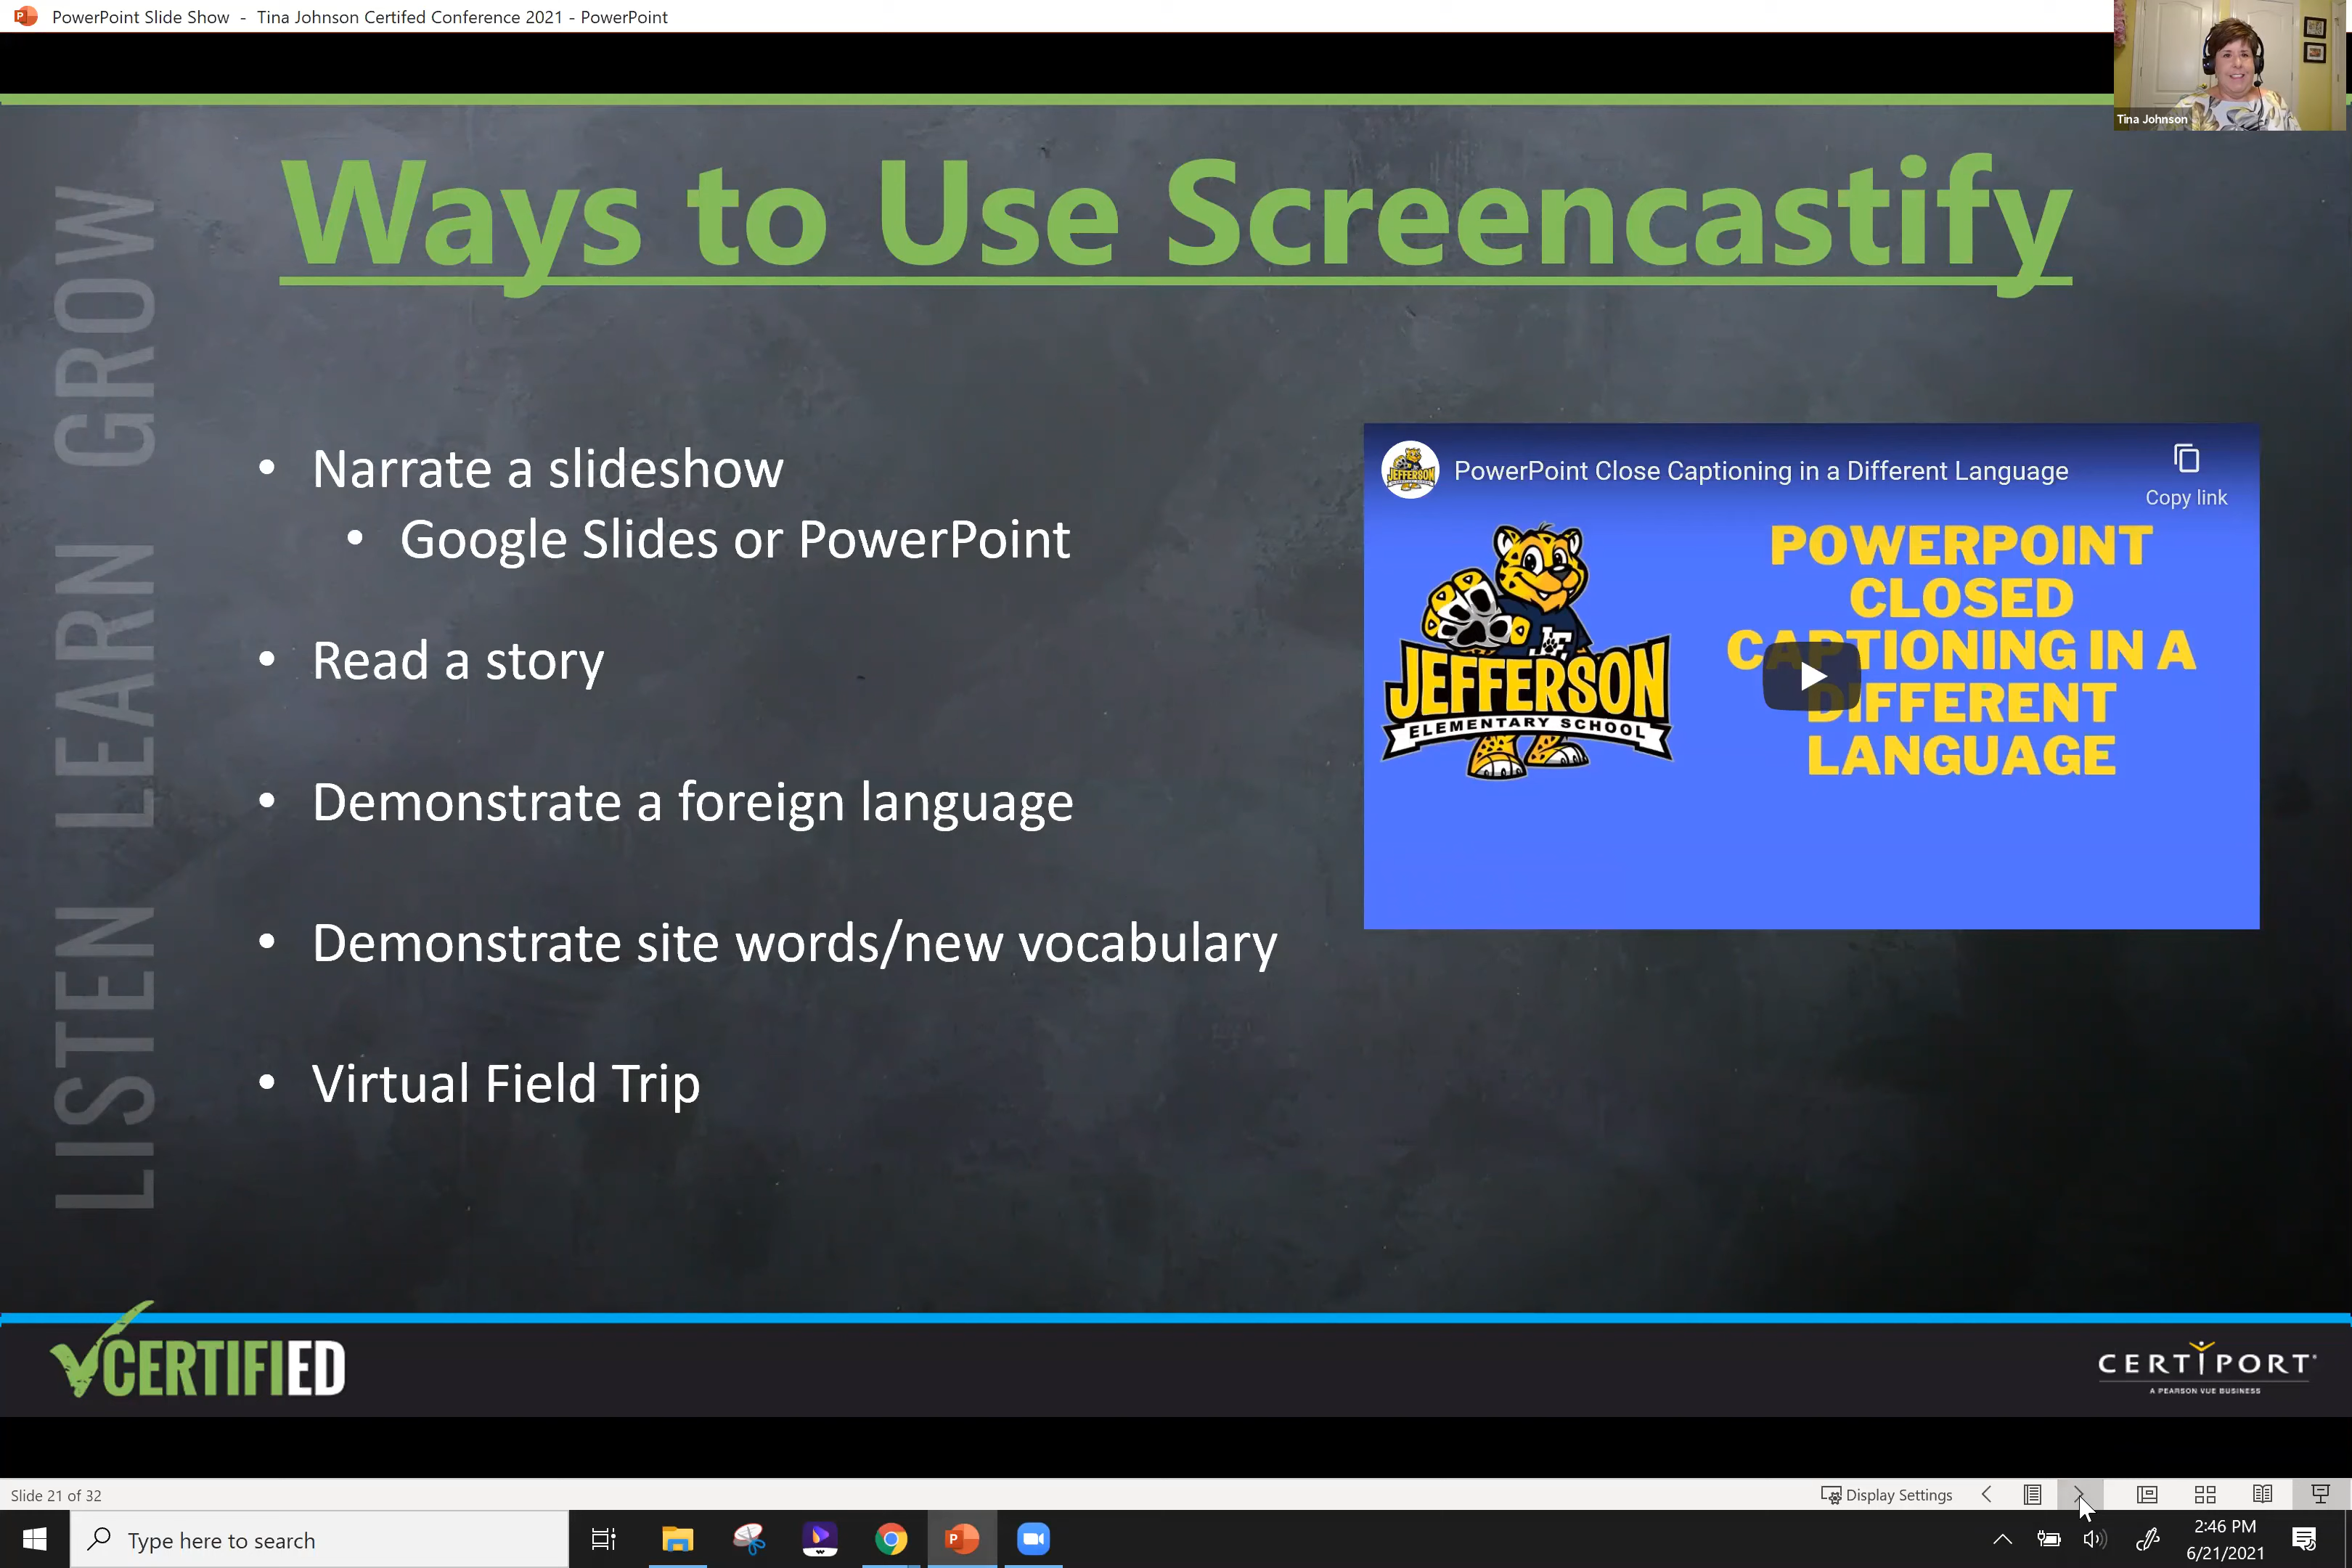 PowerPoint Slide Show - Tina Johnson Certifed Conference 2021 - PowerPoint
Tina Johnson
Ways to Use Screencastify
LISTEN LEARN GROW
• Narrate a slideshow
• Google Slides or PowerPoint
• Read a story
• Demonstrate a foreign language
• Demonstrate site words/new vocabulary
• Virtual Field Trip
PowerPoint Close Captioning in a Different Language
Copy link
JEFFERSON
ELEMENTARY SCHOOL
POWERPOINT
CLOSED
CAPTIONING IN A
DIFFERENT
LANGUAGE
CERTIFIED
CERTIPORT
A PEARSON VUE BUSINESS
Slide 21 of 32
Display Settings
Type here to search
2:46 PM
6/21/2021